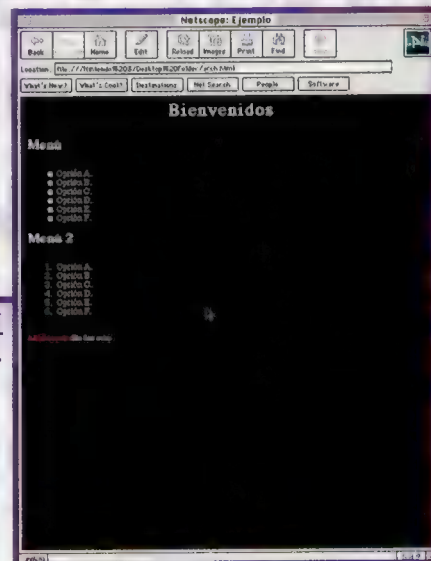 Netscape: Ejemplo
Back Home Edit Reload Images Print Find
Location: file:///
What's New? What's Cool? Destinations Net Search People Software
Bienvenidos
Menú
Opción A.
Opción B.
Opción C.
Opción D.
Opción E.
Opción F.
Menú 2
1. Opción A.
2. Opción B.
3. Opción C.
4. Opción D.
5. Opción E.
6. Opción F.